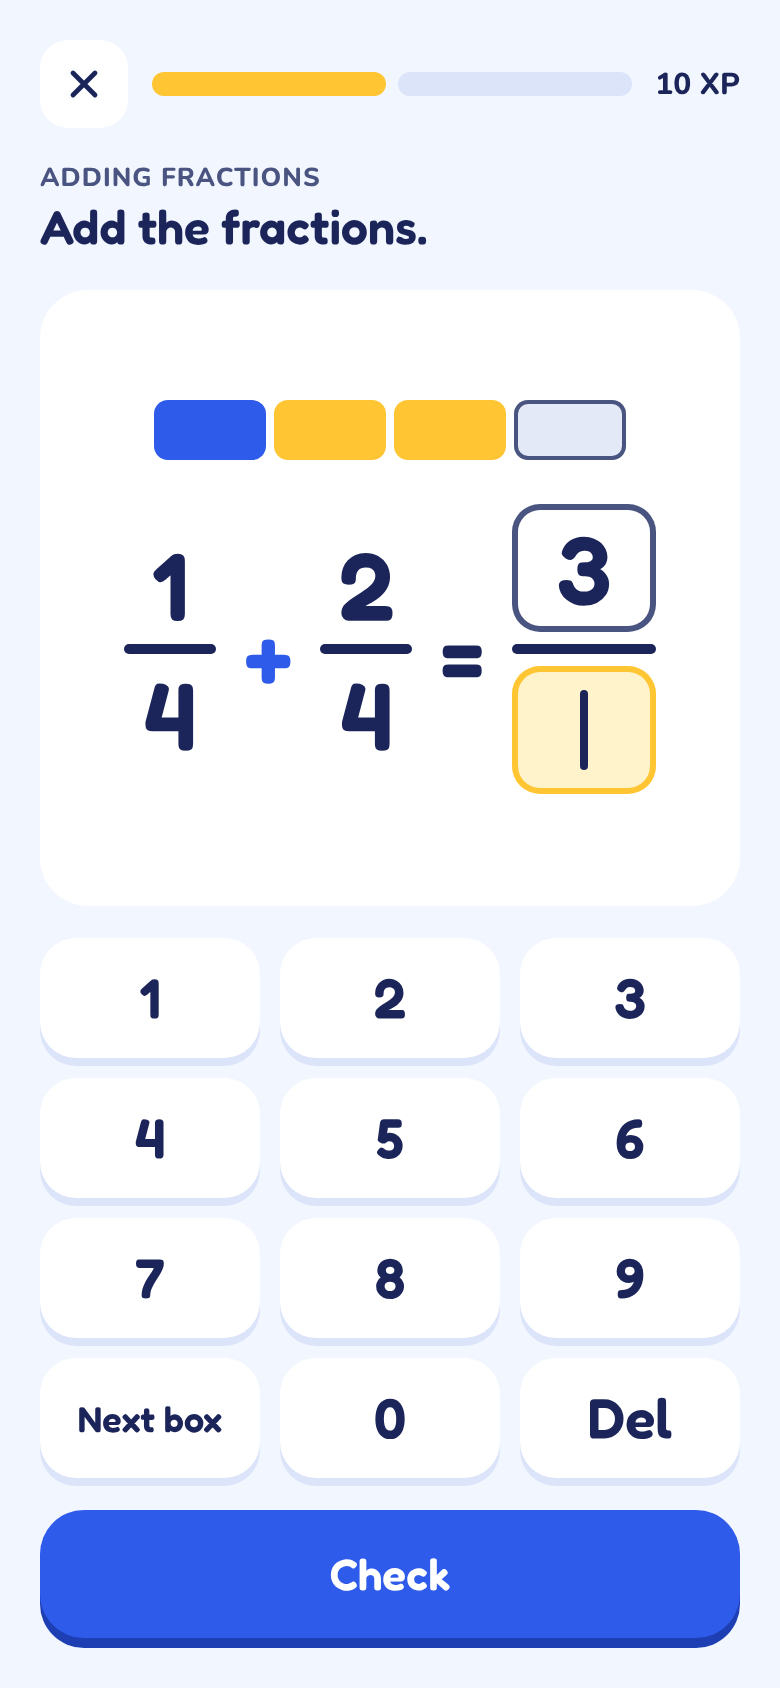 10 XP
ADDING FRACTIONS
Add the fractions.
1 2 3
+ =
4 4
1 2 3
4 5 6
7 8 9
Next box 0 Del
Check